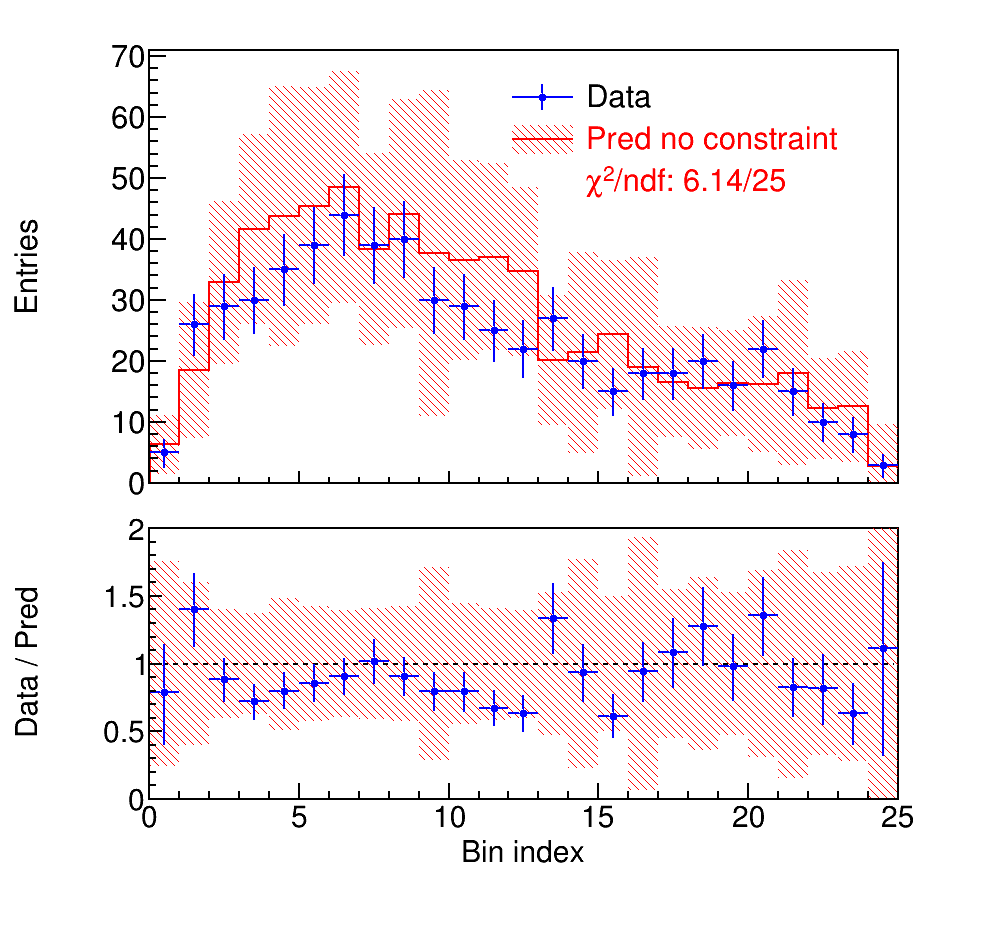 70
60
50
40
30
20
10
0
Entries
Data
Pred no constraint
χ²/ndf: 6.14/25
2
1.5
1
0.5
0
Data / Pred
0 5 10 15 20 25
Bin index